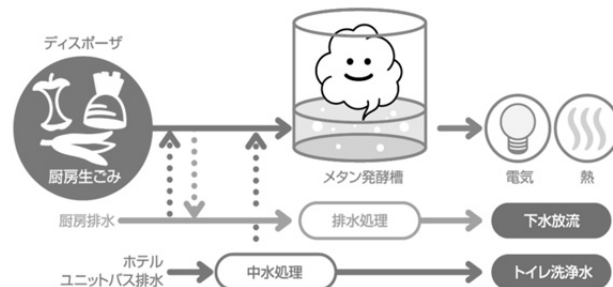 ディスポーザ
厨房生ごみ
メタン発酵槽
電気
熱
厨房排水
排水処理
下水放流
ホテル
ユニットバス排水
中水処理
トイレ洗浄水